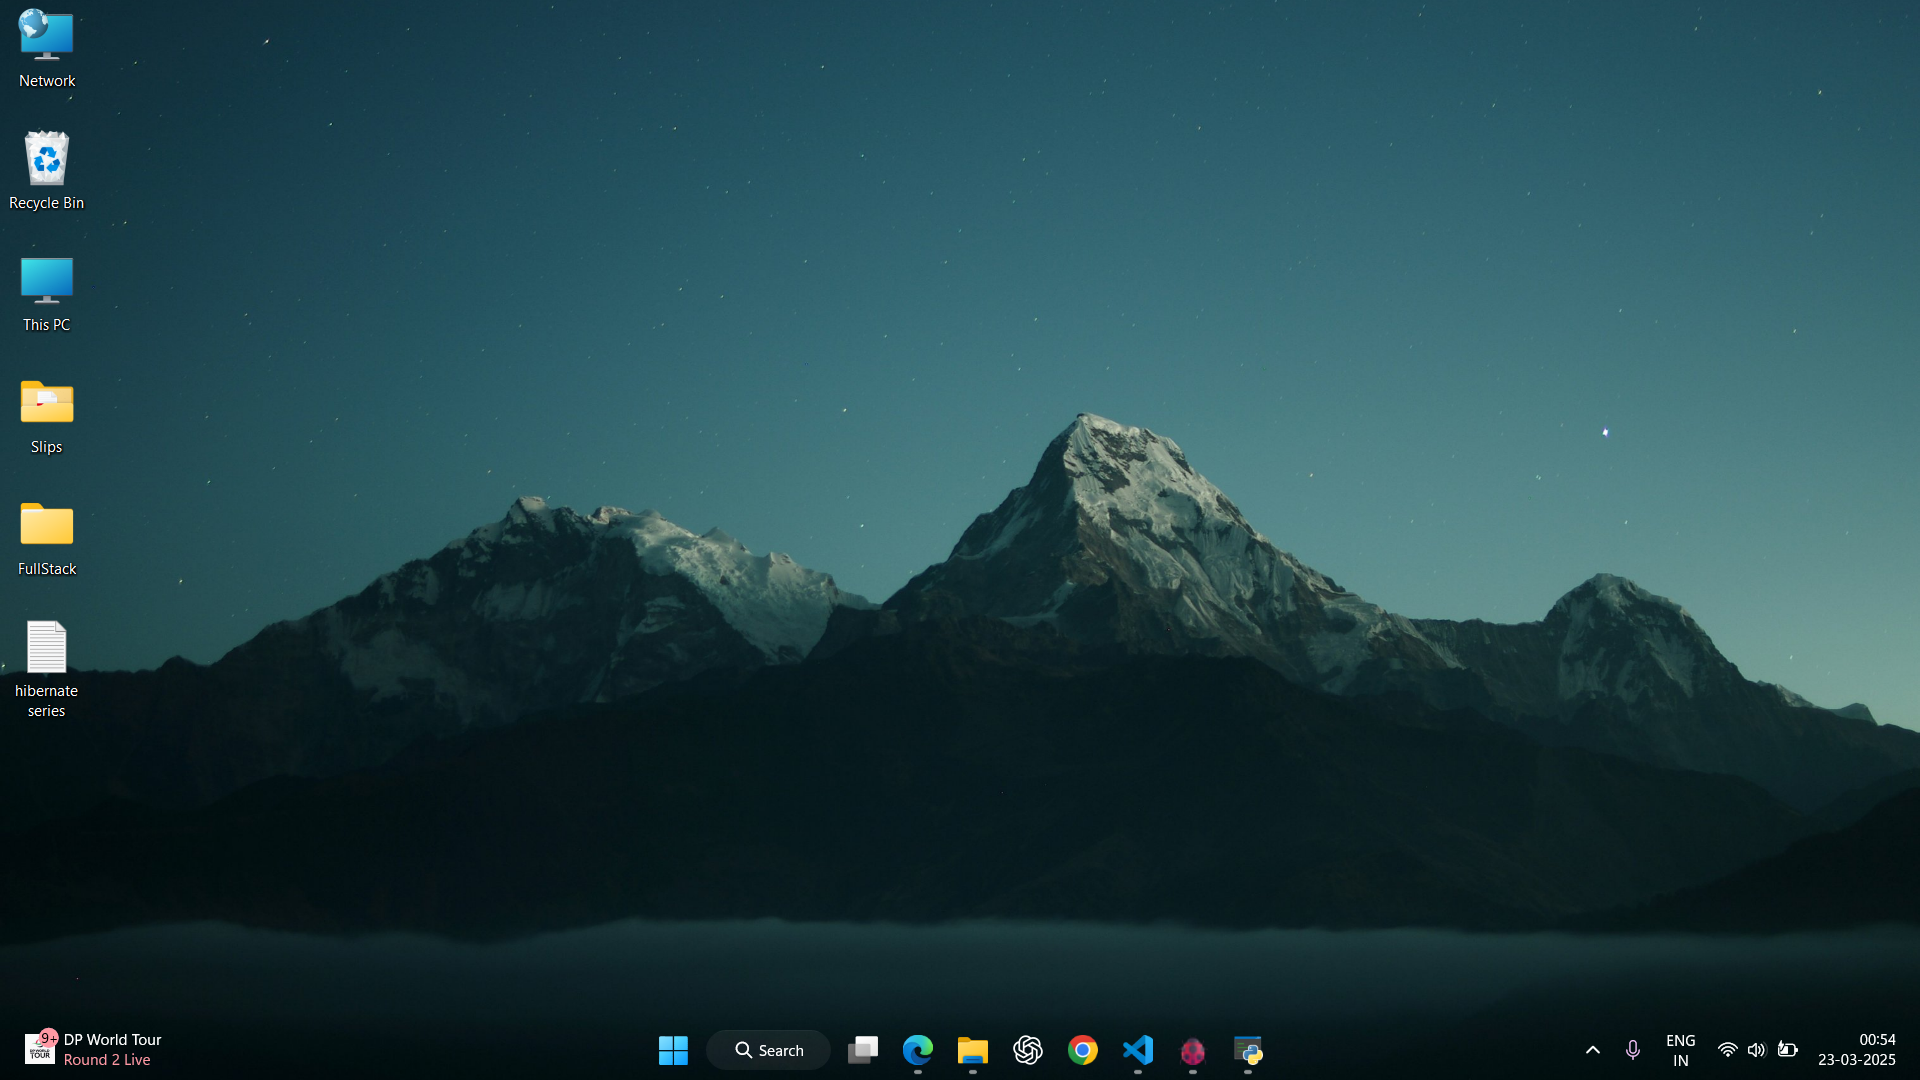 Network
Recycle Bin
This PC
Slips
FullStack
hibernate
series
9+
DP World Tour
Round 2 Live
Search
ENG
IN
00:54
23-03-2025